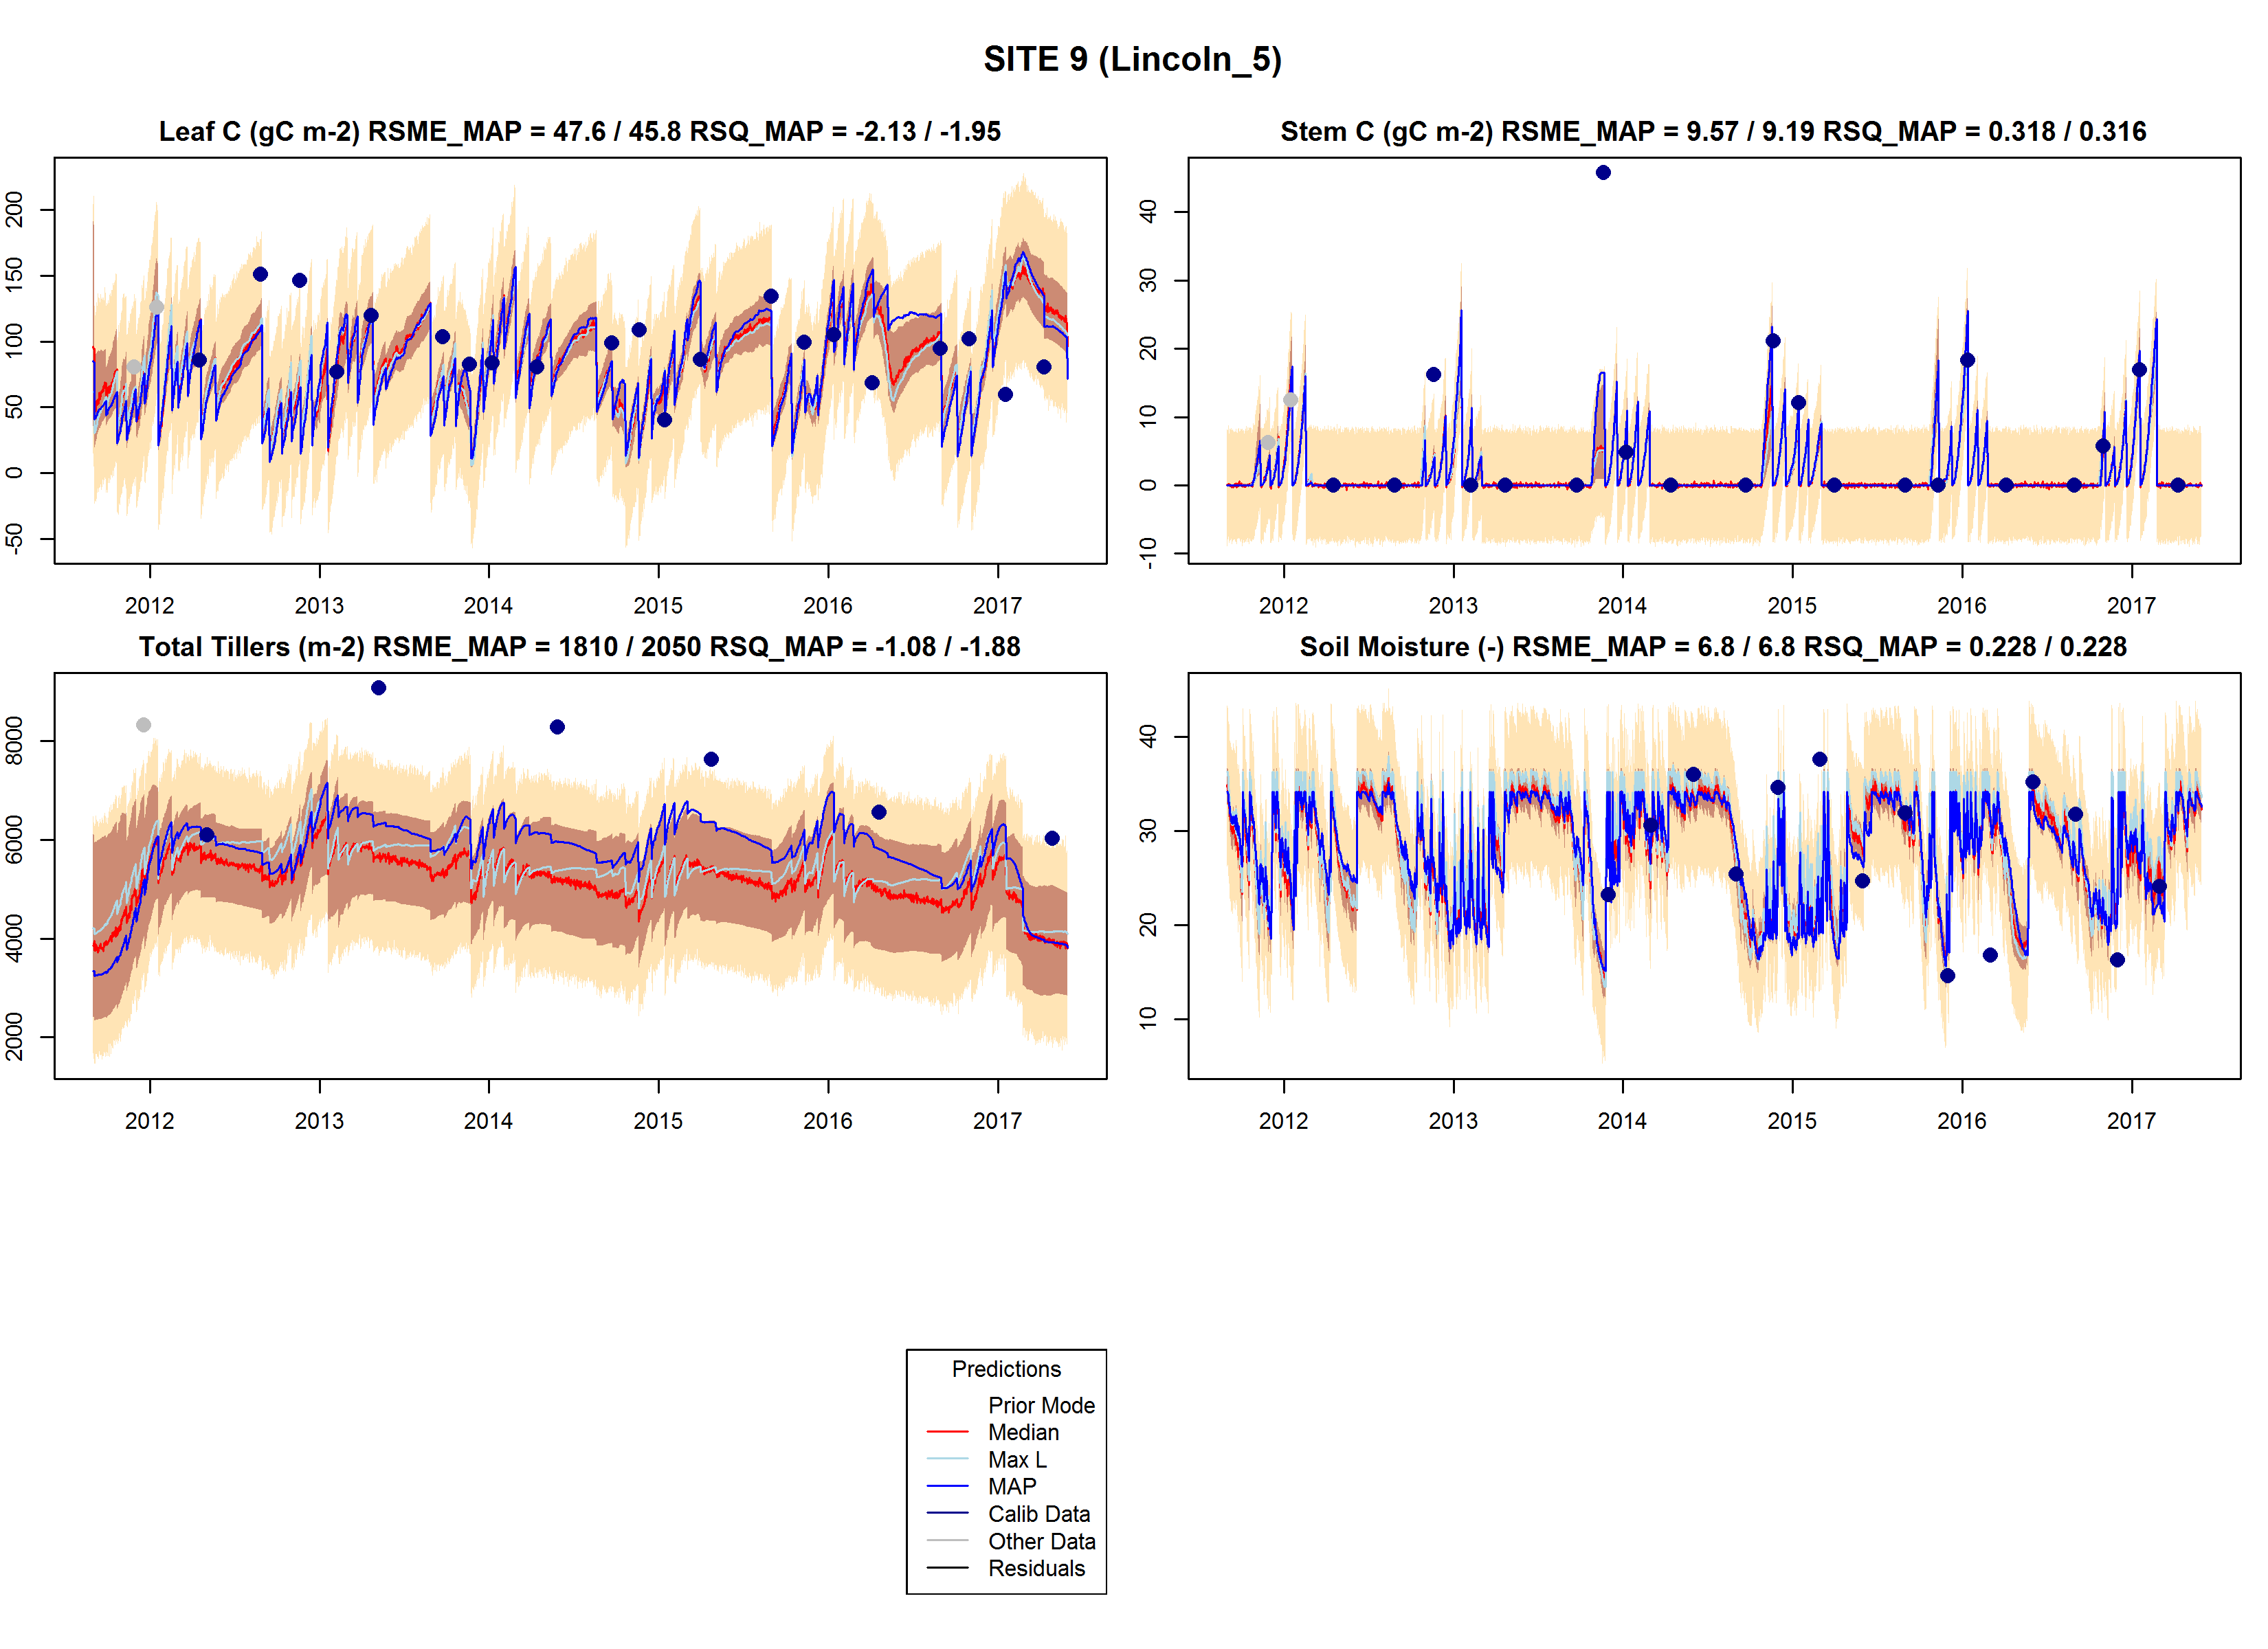 SITE 9 (Lincoln_5)
Leaf C (gC m-2) RSME_MAP = 47.6 / 45.8 RSQ_MAP = -2.13 / -1.95
200
150
100
50
0
-50
2012 2013 2014 2015 2016 2017
Stem C (gC m-2) RSME_MAP = 9.57 / 9.19 RSQ_MAP = 0.318 / 0.316
40
30
20
10
0
-10
2012 2013 2014 2015 2016 2017
Total Tillers (m-2) RSME_MAP = 1810 / 2050 RSQ_MAP = -1.08 / -1.88
8000
6000
4000
2000
2012 2013 2014 2015 2016 2017
Soil Moisture (-) RSME_MAP = 6.8 / 6.8 RSQ_MAP = 0.228 / 0.228
40
30
20
10
2012 2013 2014 2015 2016 2017
Predictions
Prior Mode
Median
Max L
MAP
Calib Data
Other Data
Residuals